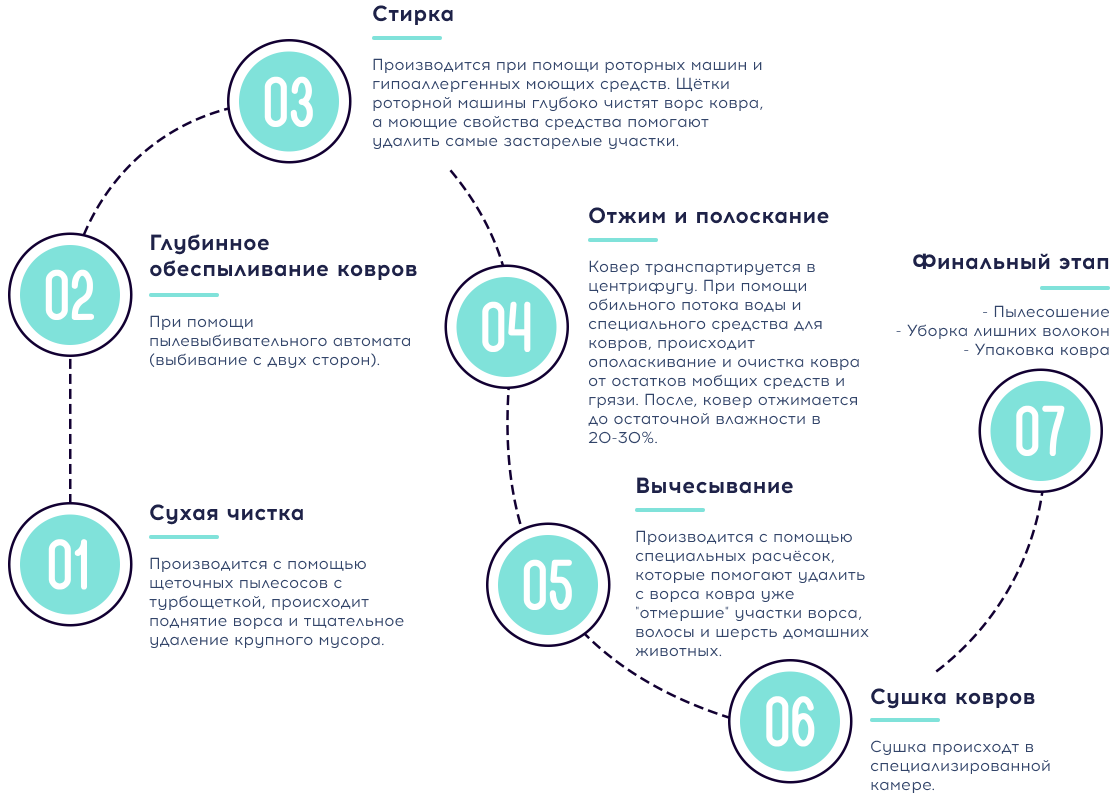 01
Сухая чистка
Производится с помощью
щеточных пылесосов с
турбощеткой, происходит
поднятие ворса и тщательное
удаление крупного мусора.
02
Глубинное
обеспыливание ковров
При помощи
пылевыбивательного автомата
(выбивание с двух сторон).
03
Стирка
Производится при помощи роторных машин и
гипоаллергенных моющих средств. Щётки
роторной машины глубоко чистят ворс ковра,
а моющие свойства средства помогают
удалить самые застарелые участки.
04
Отжим и полоскание
Ковер транспартируется в
центрифугу. При помощи
обильного потока воды и
специального средства для
ковров, происходит
ополаскивание и очистка ковра
от остатков мобщих средств и
грязи. После, ковер отжимается
до остаточной влажности в
20-30%.
05
Вычесывание
Производится с помощью
специальных расчёсок,
которые помогают удалить
с ворса ковра уже
"отмершие" участки ворса,
волосы и шерсть домашних
животных.
06
Сушка ковров
Сушка происходт в
специализированной
камере.
07
Финальный этап
- Пылесошение
- Уборка лишних волокон
- Упаковка ковра